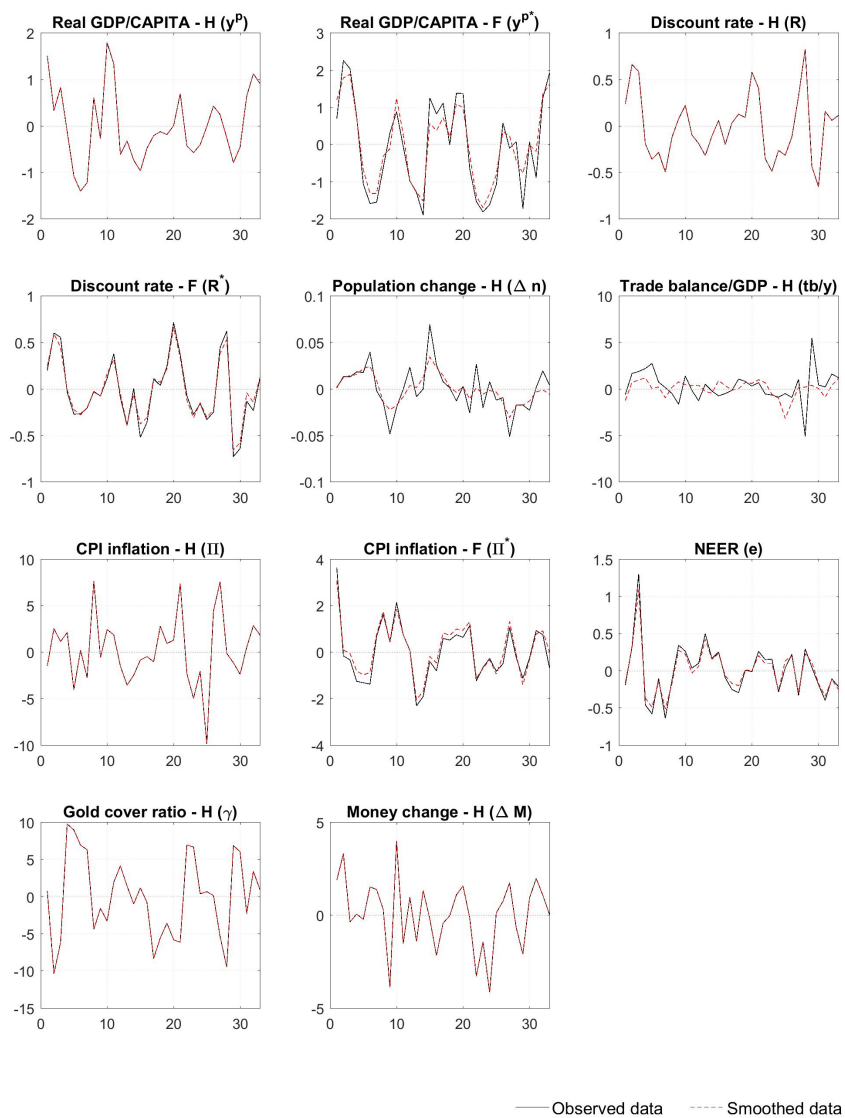 Real GDP/CAPITA - H (y^p)
Real GDP/CAPITA - F (y^p*)
Discount rate - H (R)
2
1
0
-1
-2
0 10 20 30
3
2
1
0
-1
-2
0 10 20 30
1
0.5
0
-0.5
-1
0 10 20 30
Discount rate - F (R^*)
Population change - H (Δ n)
Trade balance/GDP - H (tb/y)
1
0.5
0
-0.5
-1
0 10 20 30
0.1
0.05
0
-0.05
-0.1
0 10 20 30
10
5
0
-5
-10
0 10 20 30
CPI inflation - H (Π)
CPI inflation - F (Π^*)
NEER (e)
10
5
0
-5
-10
0 10 20 30
4
2
0
-2
-4
0 10 20 30
1.5
1
0.5
0
-0.5
-1
0 10 20 30
Gold cover ratio - H (γ)
Money change - H (Δ M)
10
5
0
-5
-10
-15
0 10 20 30
5
0
-5
0 10 20 30
Observed data
Smoothed data